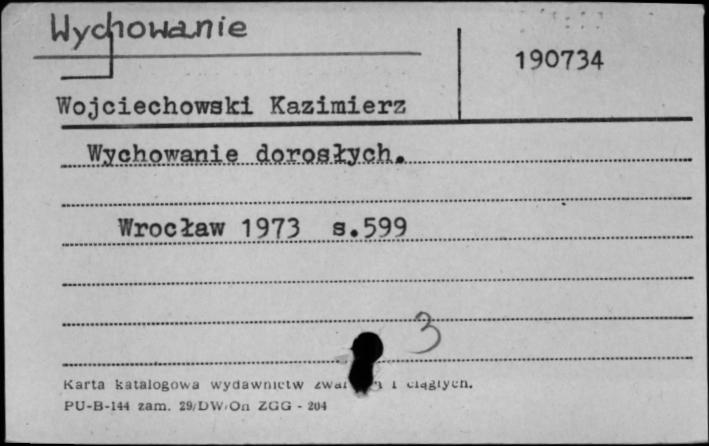 Wychowanie
190734
Wojciechowski Kazimierz
Wychowanie dorosłych.
Wrocław 1973 s.599
3
Karta katalogowa wydawnictw i ciągłych.
PU-B-144 zam. 29/DW/On ZGG - 204